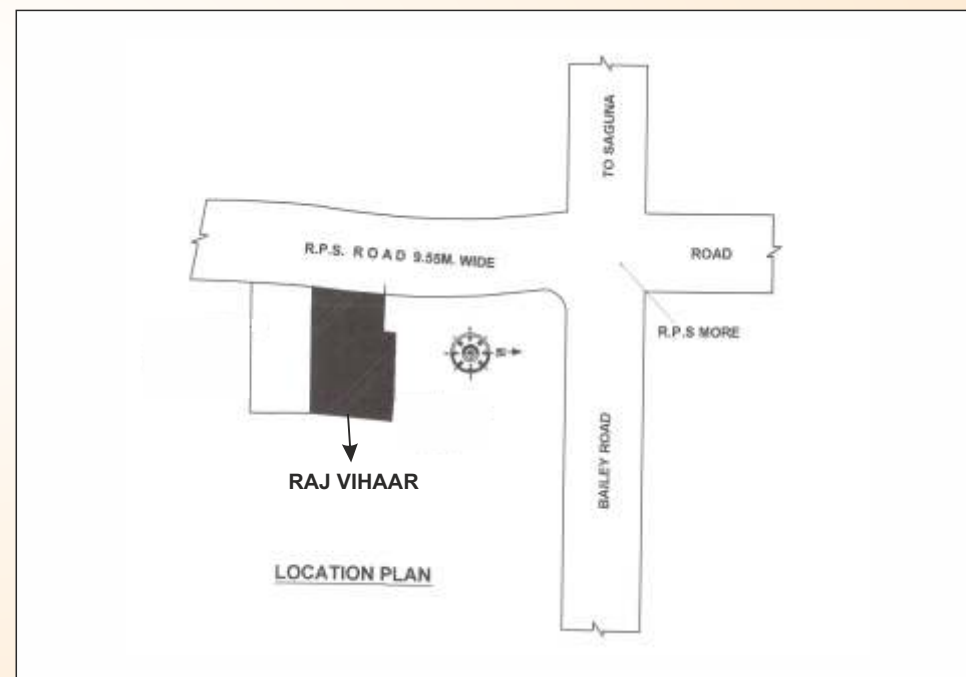 TO SAGUNA
R.P.S. ROAD 9.55M. WIDE
ROAD
R.P.S MORE
N
BAILEY ROAD
RAJ VIHAAR
LOCATION PLAN